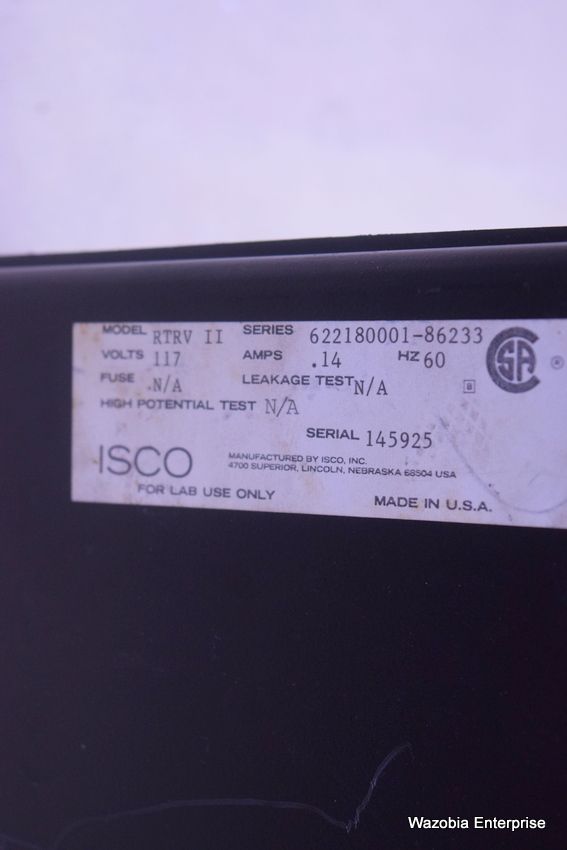 MODEL RTRV II SERIES 622180001-86233
VOLTS 117 AMPS .14 HZ 60
FUSE N/A LEAKAGE TEST N/A
HIGH POTENTIAL TEST N/A
SERIAL 145925
ISCO
MANUFACTURED BY ISCO, INC.
4700 SUPERIOR, LINCOLN, NEBRASKA 68504 USA
FOR LAB USE ONLY MADE IN U.S.A.
SA ®
Wazobia Enterprise